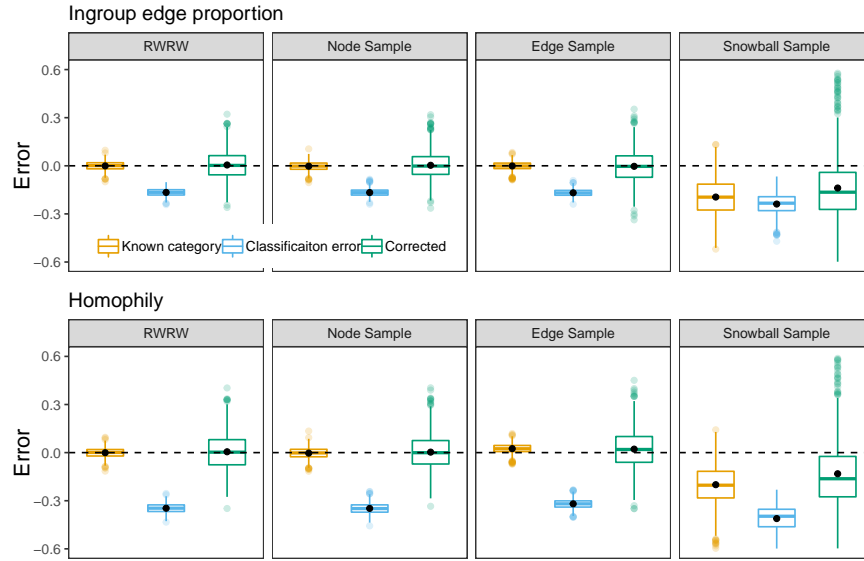 Ingroup edge proportion
RWRW Node Sample Edge Sample Snowball Sample
Error
0.6
0.3
0.0
−0.3
−0.6
Known category Classificaiton error Corrected
Homophily
RWRW Node Sample Edge Sample Snowball Sample
Error
0.6
0.3
0.0
−0.3
−0.6